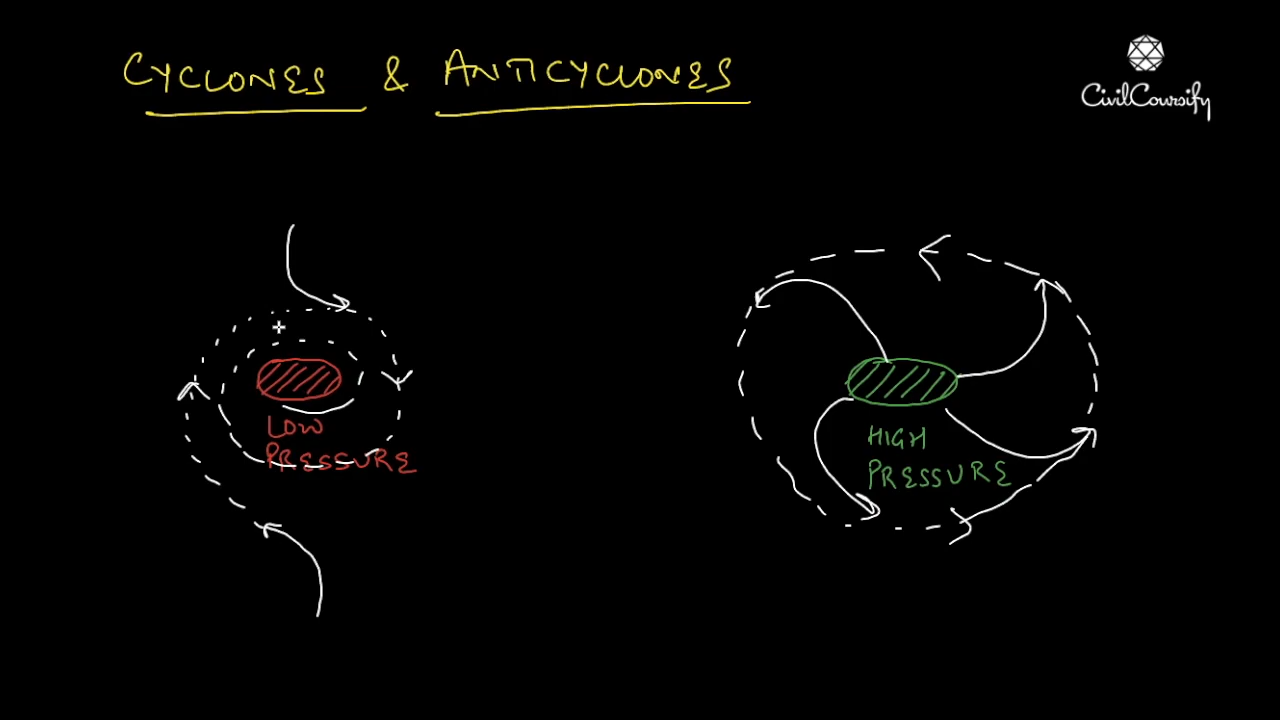 CYCLONES & ANTICYCLONES
CivilCoursify
LOW
PRESSURE
HIGH
PRESSURE